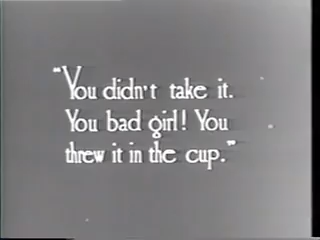 "You didn't take it.
You bad girl! You
threw it in the cup."